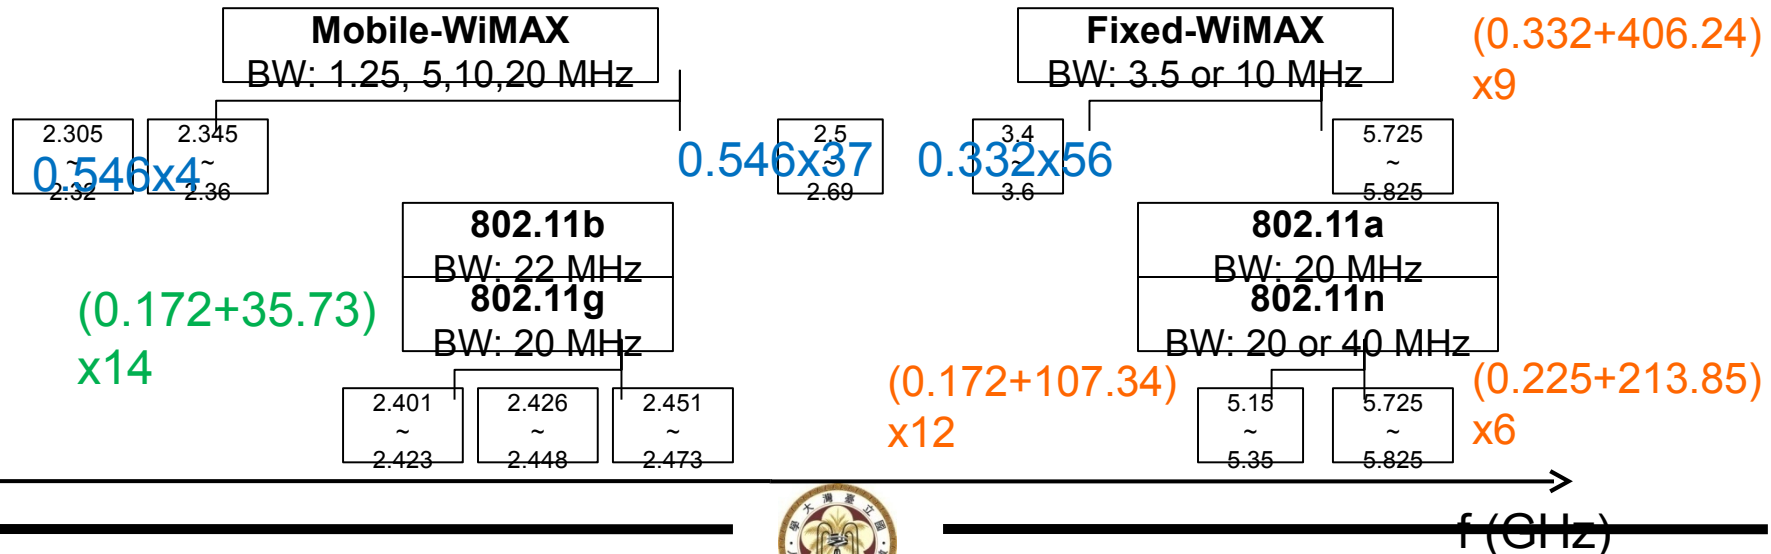 Mobile-WiMAX
BW: 1.25, 5,10,20 MHz
Fixed-WiMAX
BW: 3.5 or 10 MHz
(0.332+406.24)
x9
2.305
~
2.32
2.345
~
2.36
0.546x4
2.5
~
2.69
0.546x37
3.4
~
3.6
0.332x56
5.725
~
5.825
802.11b
BW: 22 MHz
802.11g
BW: 20 MHz
802.11a
BW: 20 MHz
802.11n
BW: 20 or 40 MHz
(0.172+35.73)
x14
2.401
~
2.423
2.426
~
2.448
2.451
~
2.473
(0.172+107.34)
x12
5.15
~
5.35
5.725
~
5.825
(0.225+213.85)
x6
f (GHz)
大灣臺立國